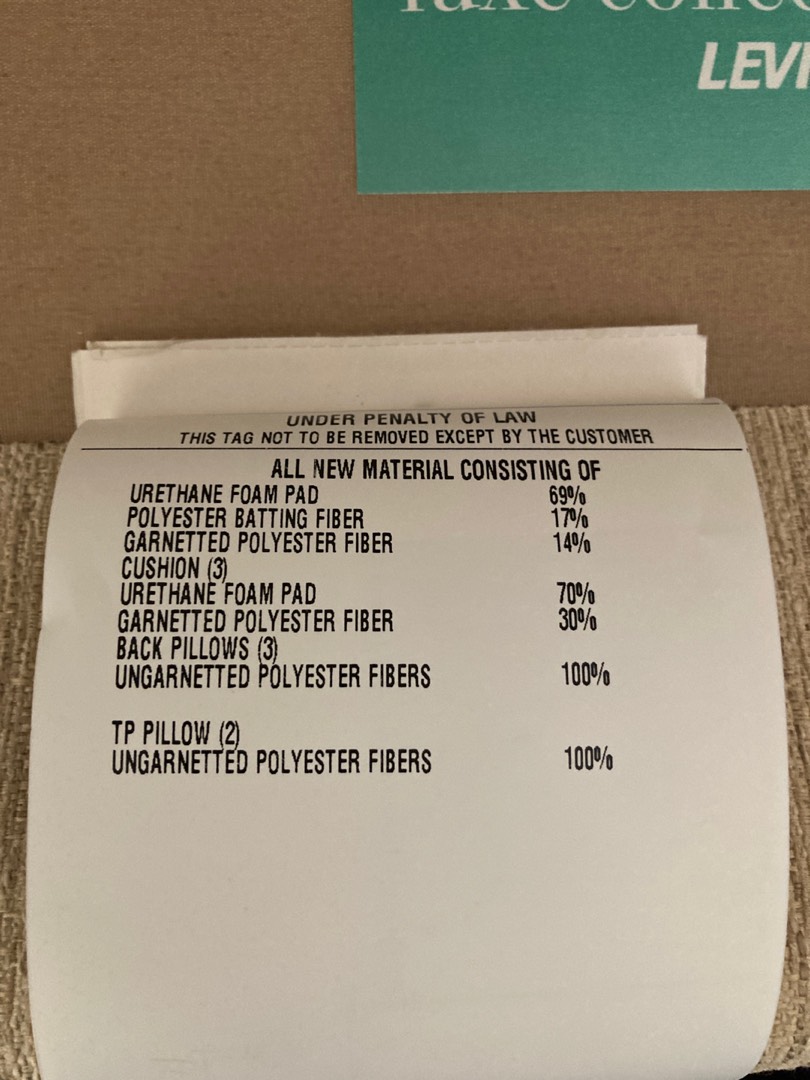 LEVI
UNDER PENALTY OF LAW
THIS TAG NOT TO BE REMOVED EXCEPT BY THE CUSTOMER
ALL NEW MATERIAL CONSISTING OF
URETHANE FOAM PAD 69%
POLYESTER BATTING FIBER 17%
GARNETTED POLYESTER FIBER 14%
CUSHION (3)
URETHANE FOAM PAD 70%
GARNETTED POLYESTER FIBER 30%
BACK PILLOWS (3)
UNGARNETTED POLYESTER FIBERS 100%
TP PILLOW (2)
UNGARNETTED POLYESTER FIBERS 100%